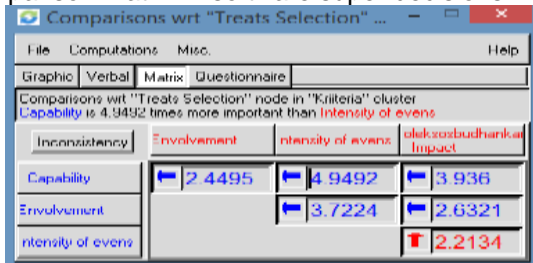 Comparisons wrt "Treats Selection" ...
File Computations Misc. Help
Graphic Verbal Matrix Questionnaire
Comparisons wrt "Treats Selection" node in "Kriiteria" cluster
Capability is 4.9492 times more important than Intensity of evens
Inconsistency Envolvement ntensity of evens olekszozbudhankai
Impact
Capability 2.4495 4.9492 3.936
Envolvement 3.7224 2.6321
ntensity of evens 2.2134